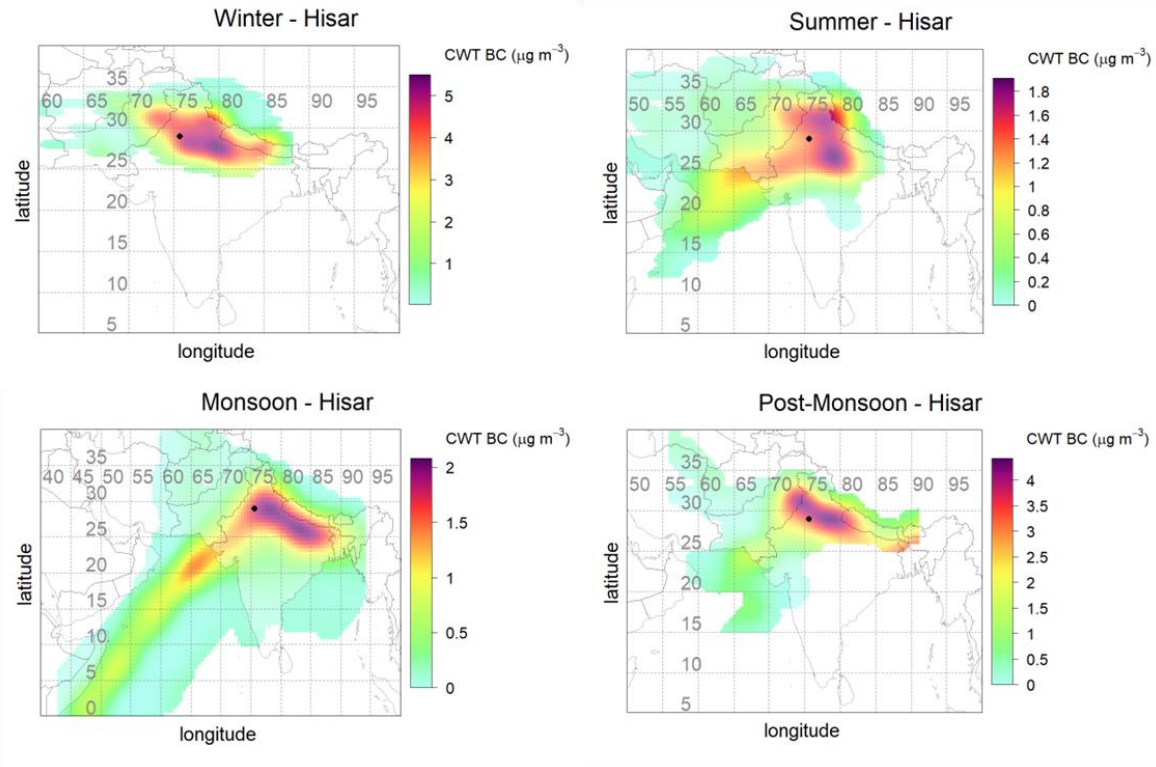 Winter - Hisar
CWT BC (μg m⁻³)
35
60 65 70 75 80 85 90 95
30
25
20
15
10
5
5
4
3
2
1
latitude
longitude
Summer - Hisar
CWT BC (μg m⁻³)
35
50 55 60 65 70 75 80 85 90 95
30
25
20
15
10
5
1.8
1.6
1.4
1.2
1
0.8
0.6
0.4
0.2
0
latitude
longitude
Monsoon - Hisar
CWT BC (μg m⁻³)
35
40 45 50 55 60 65 70 75 80 85 90 95
30
25
20
15
10
5
0
2
1.5
1
0.5
0
latitude
longitude
Post-Monsoon - Hisar
CWT BC (μg m⁻³)
35
50 55 60 65 70 75 80 85 90 95
30
25
20
15
10
5
4
3.5
3
2.5
2
1.5
1
0.5
0
latitude
longitude